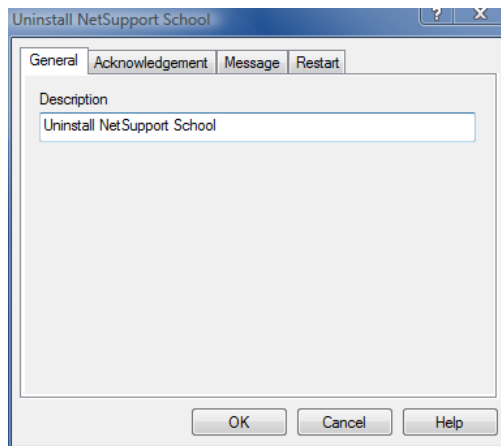 Uninstall NetSupport School
? X
General Acknowledgement Message Restart
Description
Uninstall NetSupport School
OK Cancel Help